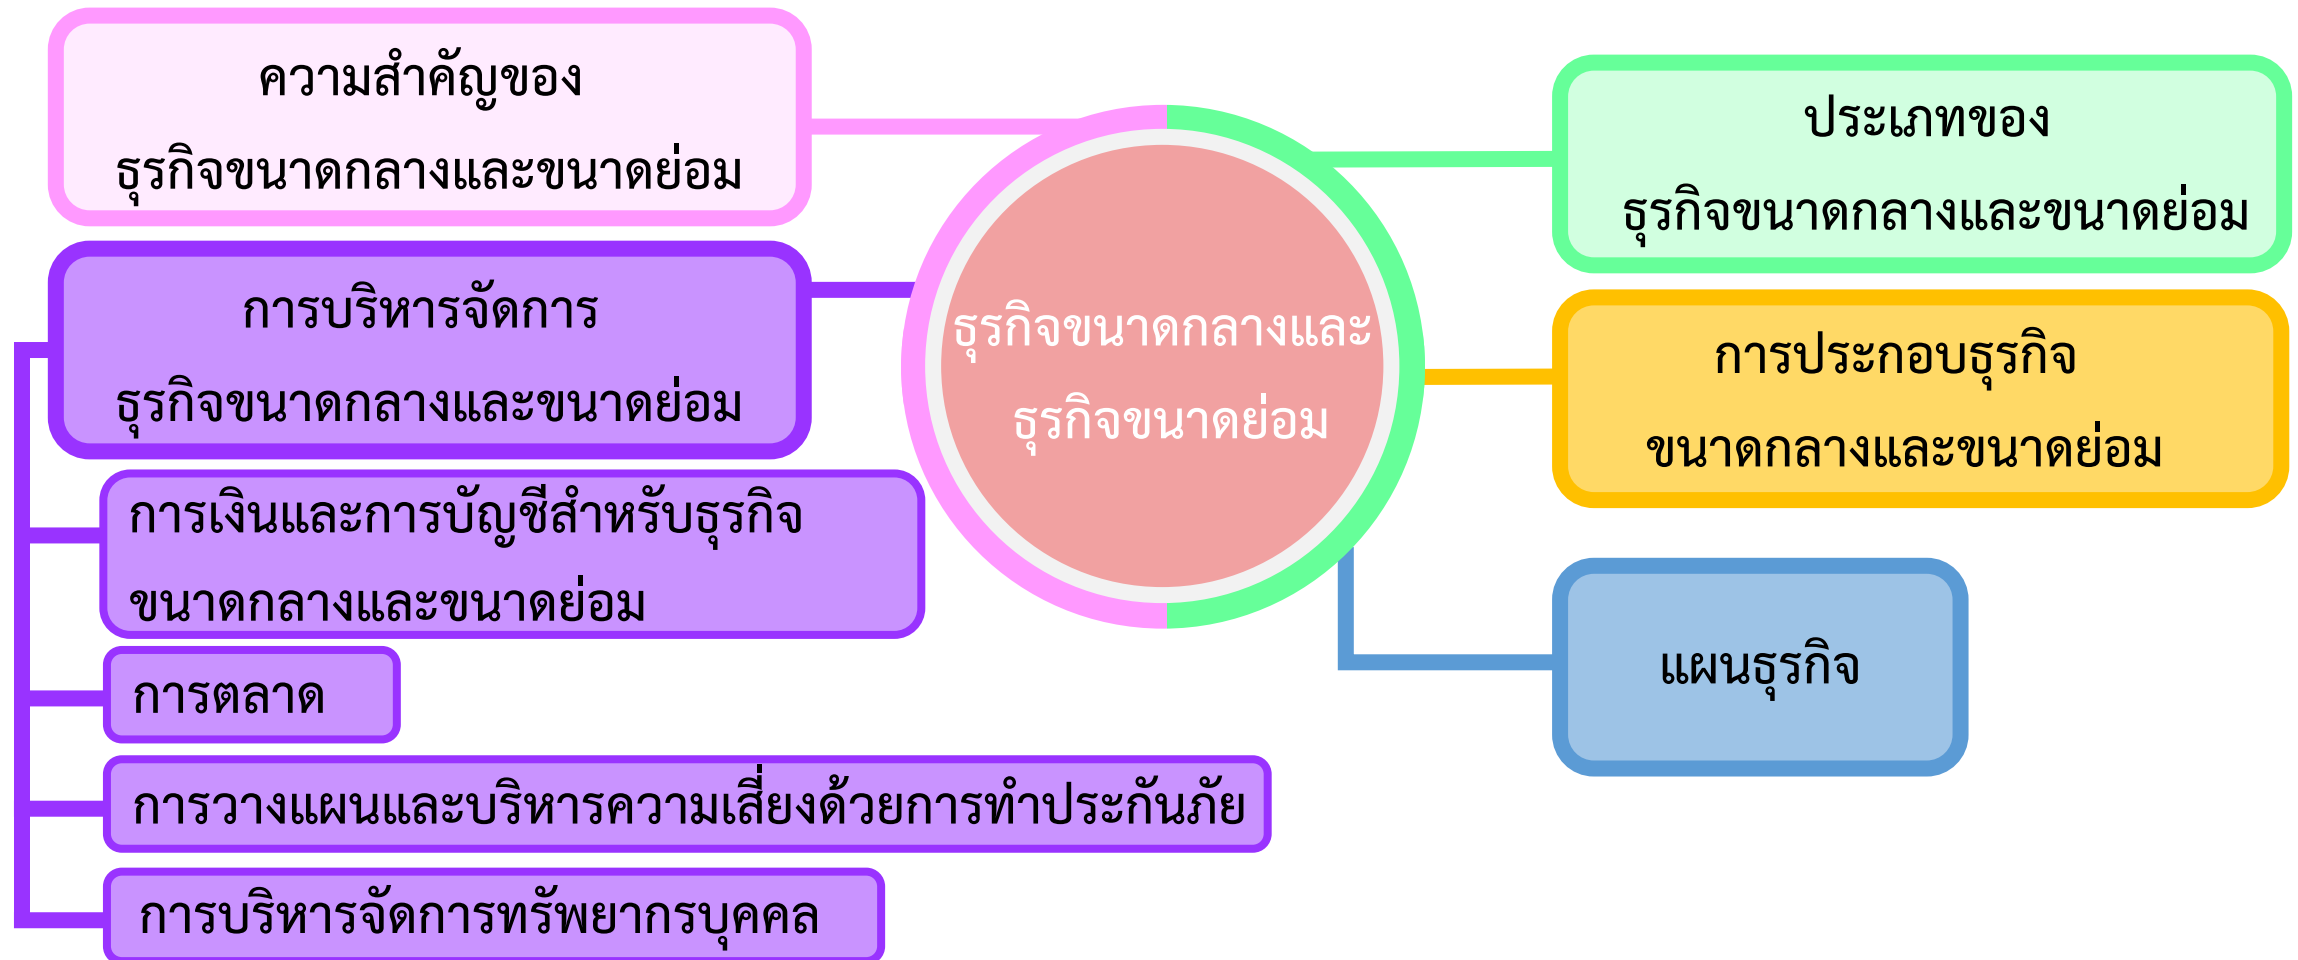 ความสำคัญของ
ธุรกิจขนาดกลางและขนาดย่อม
การบริหารจัดการ
ธุรกิจขนาดกลางและขนาดย่อม
การเงินและการบัญชีสำหรับธุรกิจ
ขนาดกลางและขนาดย่อม
การตลาด
การวางแผนและบริหารความเสี่ยงด้วยการทำประกันภัย
การบริหารจัดการทรัพยากรบุคคล
ธุรกิจขนาดกลางและ
ธุรกิจขนาดย่อม
ประเภทของ
ธุรกิจขนาดกลางและขนาดย่อม
การประกอบธุรกิจ
ขนาดกลางและขนาดย่อม
แผนธุรกิจ